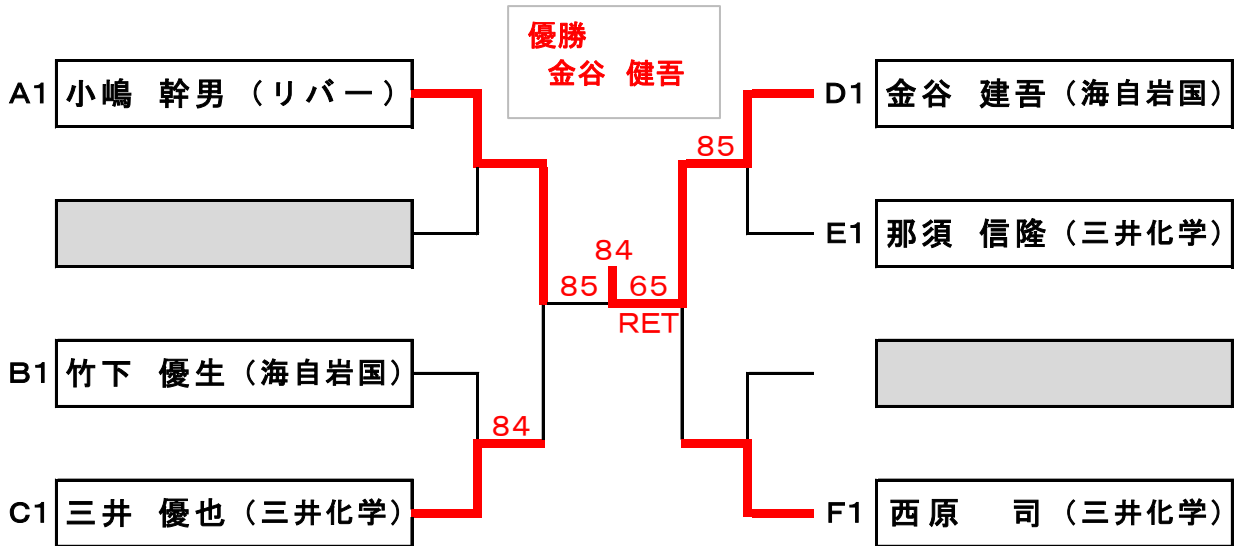 優勝
金谷 健吾
A1 小嶋 幹男（リバー）
D1 金谷 建吾（海自岩国）
85
E1 那須 信隆（三井化学）
84
85 65
RET
B1 竹下 優生（海自岩国）
84
C1 三井 優也（三井化学）
F1 西原 司（三井化学）